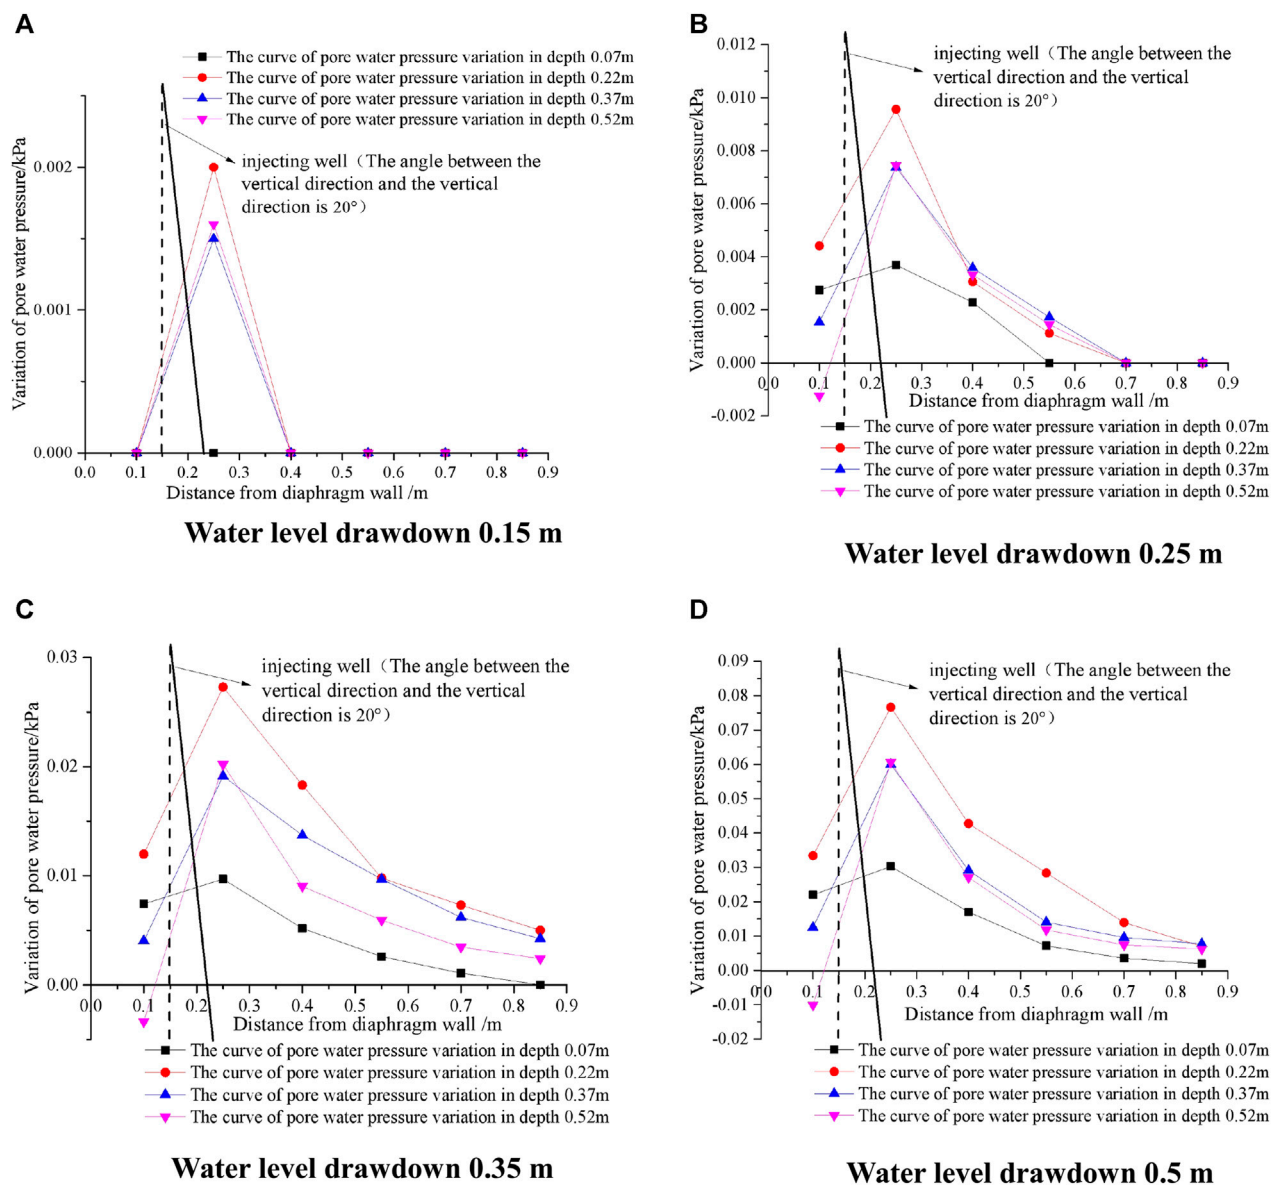 A
The curve of pore water pressure variation in depth 0.07m
The curve of pore water pressure variation in depth 0.22m
The curve of pore water pressure variation in depth 0.37m
The curve of pore water pressure variation in depth 0.52m
injecting well（The angle between the
vertical direction and the vertical
direction is 20°）
Variation of pore water pressure/kPa
0.002
0.001
0.000
0.0 0.1 0.2 0.3 0.4 0.5 0.6 0.7 0.8 0.9
Distance from diaphragm wall /m
Water level drawdown 0.15 m
B
injecting well（The angle between the
vertical direction and the vertical
direction is 20°）
Variation of pore water pressure/kPa
0.012
0.010
0.008
0.006
0.004
0.002
0.000
-0.002
0.0 0.1 0.2 0.3 0.4 0.5 0.6 0.7 0.8 0.9
Distance from diaphragm wall /m
The curve of pore water pressure variation in depth 0.07m
The curve of pore water pressure variation in depth 0.22m
The curve of pore water pressure variation in depth 0.37m
The curve of pore water pressure variation in depth 0.52m
Water level drawdown 0.25 m
C
injecting well（The angle between the
vertical direction and the vertical
direction is 20°）
Variation of pore water pressure/kPa
0.03
0.02
0.01
0.00
0.0 0.1 0.2 0.3 0.4 0.5 0.6 0.7 0.8 0.9
Distance from diaphragm wall /m
The curve of pore water pressure variation in depth 0.07m
The curve of pore water pressure variation in depth 0.22m
The curve of pore water pressure variation in depth 0.37m
The curve of pore water pressure variation in depth 0.52m
Water level drawdown 0.35 m
D
injecting well（The angle between the
vertical direction and the vertical
direction is 20°）
Variation of pore water pressure/kPa
0.09
0.08
0.07
0.06
0.05
0.04
0.03
0.02
0.01
0.00
-0.01
-0.02
0.0 0.1 0.2 0.3 0.4 0.5 0.6 0.7 0.8 0.9
Distance from diaphragm wall /m
The curve of pore water pressure variation in depth 0.07m
The curve of pore water pressure variation in depth 0.22m
The curve of pore water pressure variation in depth 0.37m
The curve of pore water pressure variation in depth 0.52m
Water level drawdown 0.5 m